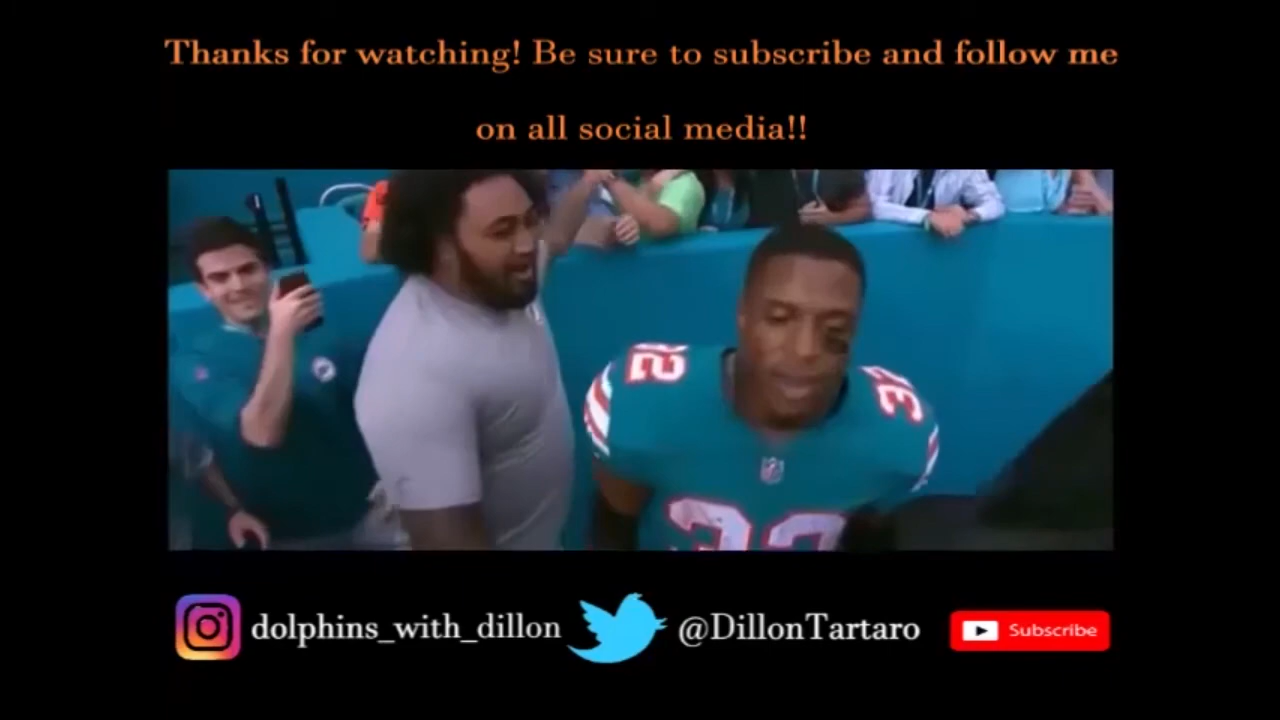 Thanks for watching! Be sure to subscribe and follow me
on all social media!!
32
32
32
dolphins_with_dillon @DillonTartaro Subscribe